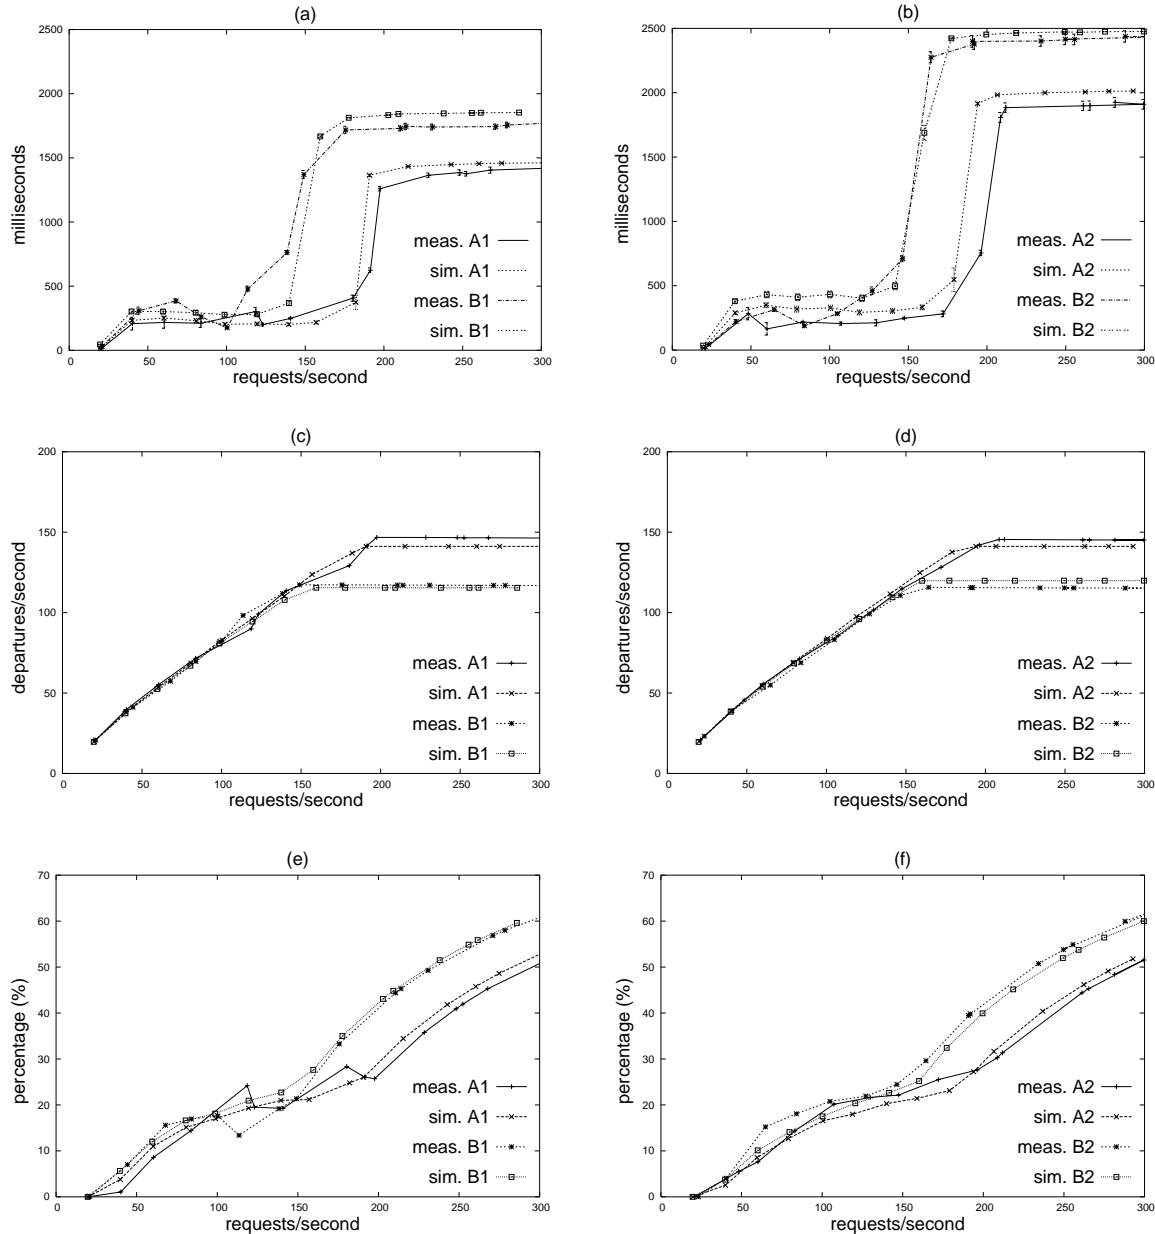 (a)
2500
2000
1500
1000
500
0
milliseconds
meas. A1
sim. A1
meas. B1
sim. B1
0 50 100 150 200 250 300
requests/second
(b)
2500
2000
1500
1000
500
0
milliseconds
meas. A2
sim. A2
meas. B2
sim. B2
0 50 100 150 200 250 300
requests/second
(c)
200
150
100
50
0
departures/second
meas. A1
sim. A1
meas. B1
sim. B1
0 50 100 150 200 250 300
requests/second
(d)
200
150
100
50
0
departures/second
meas. A2
sim. A2
meas. B2
sim. B2
0 50 100 150 200 250 300
requests/second
(e)
70
60
50
40
30
20
10
0
percentage (%)
meas. A1
sim. A1
meas. B1
sim. B1
0 50 100 150 200 250 300
requests/second
(f)
70
60
50
40
30
20
10
0
percentage (%)
meas. A2
sim. A2
meas. B2
sim. B2
0 50 100 150 200 250 300
requests/second